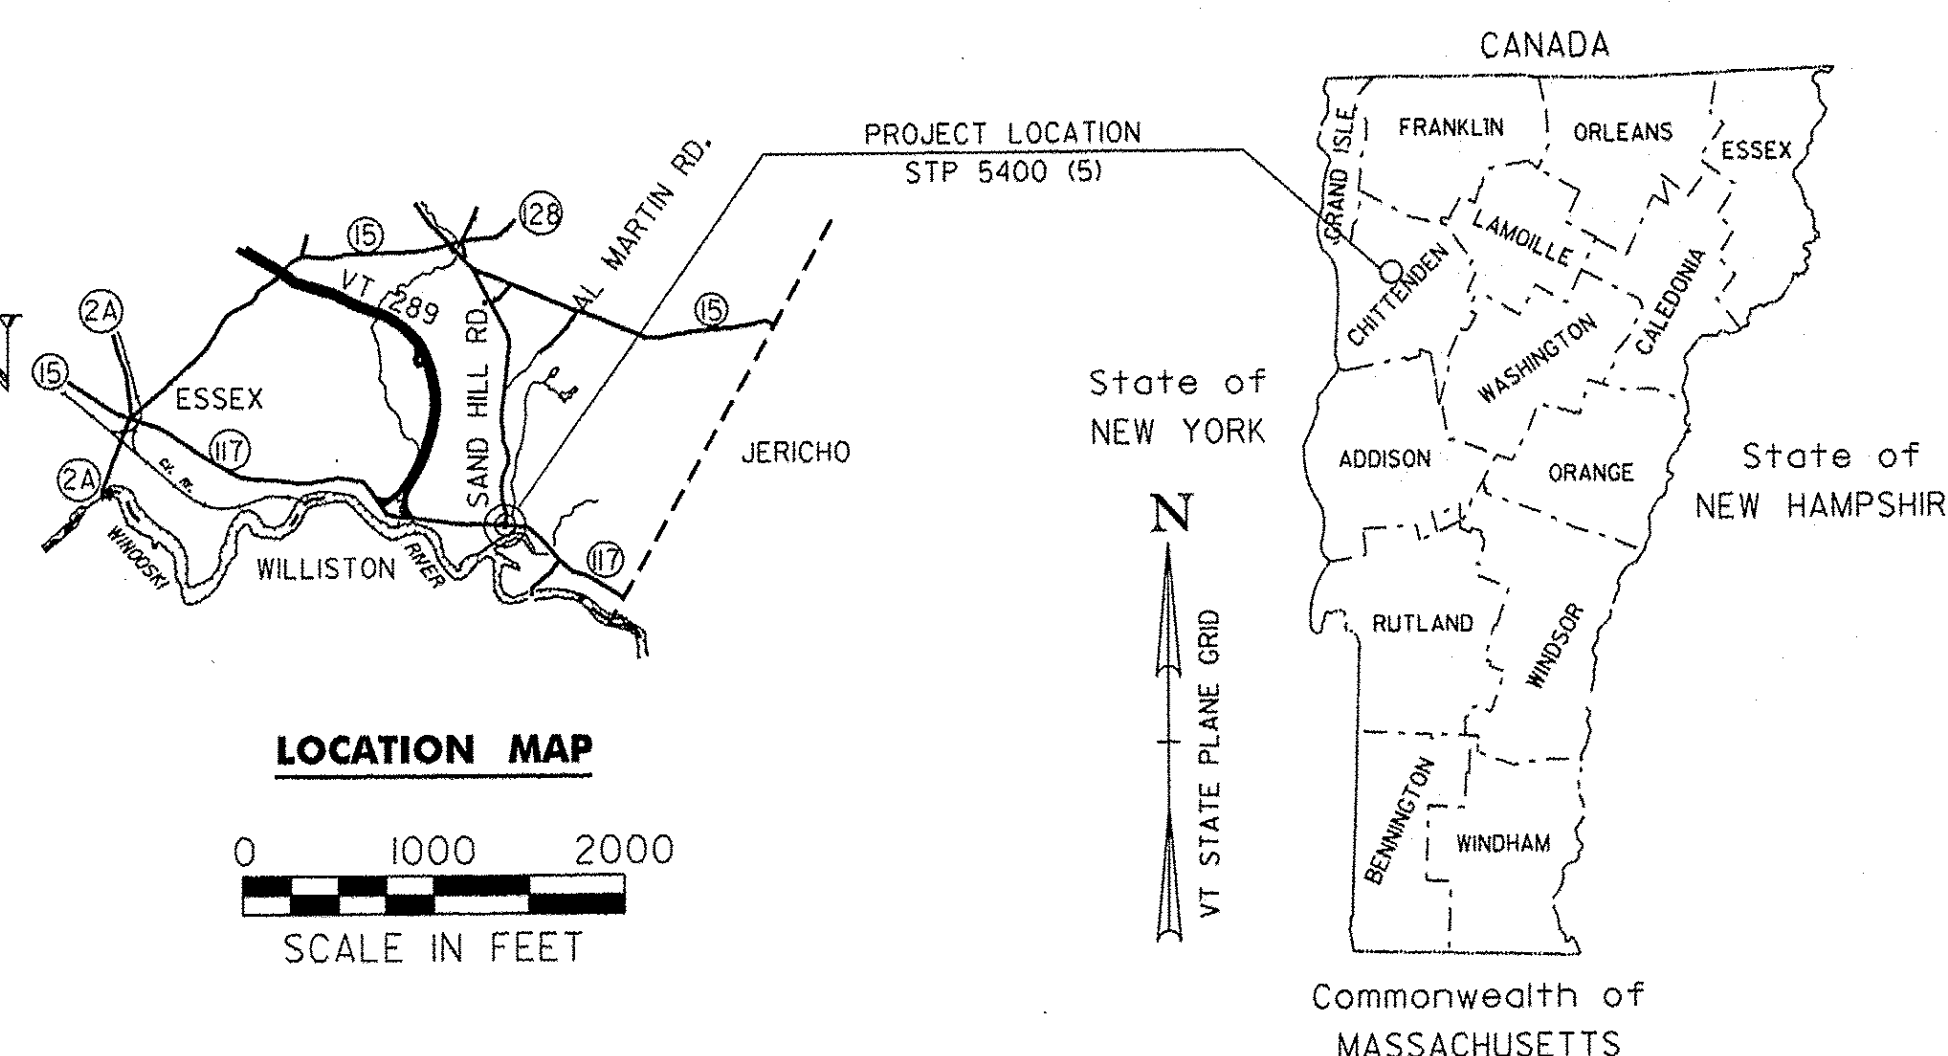 CANADA
PROJECT LOCATION
STP 5400 (5)
GRAND ISLE
FRANKLIN
ORLEANS
ESSEX
LAMOILLE
CHITTENDEN
CALEDONIA
WASHINGTON
ADDISON
ORANGE
RUTLAND
WINDSOR
BENNINGTON
WINDHAM
State of
NEW YORK
State of
NEW HAMPSHIR
Commonwealth of
MASSACHUSETTS
N
VT STATE PLANE GRID
128
15
AL MARTIN RD.
VT 289
2A
SAND HILL RD.
15
15
ESSEX
117
2A
JERICHO
WINOOSKI
RIVER
WILLISTON
117
LOCATION MAP
0 1000 2000
SCALE IN FEET